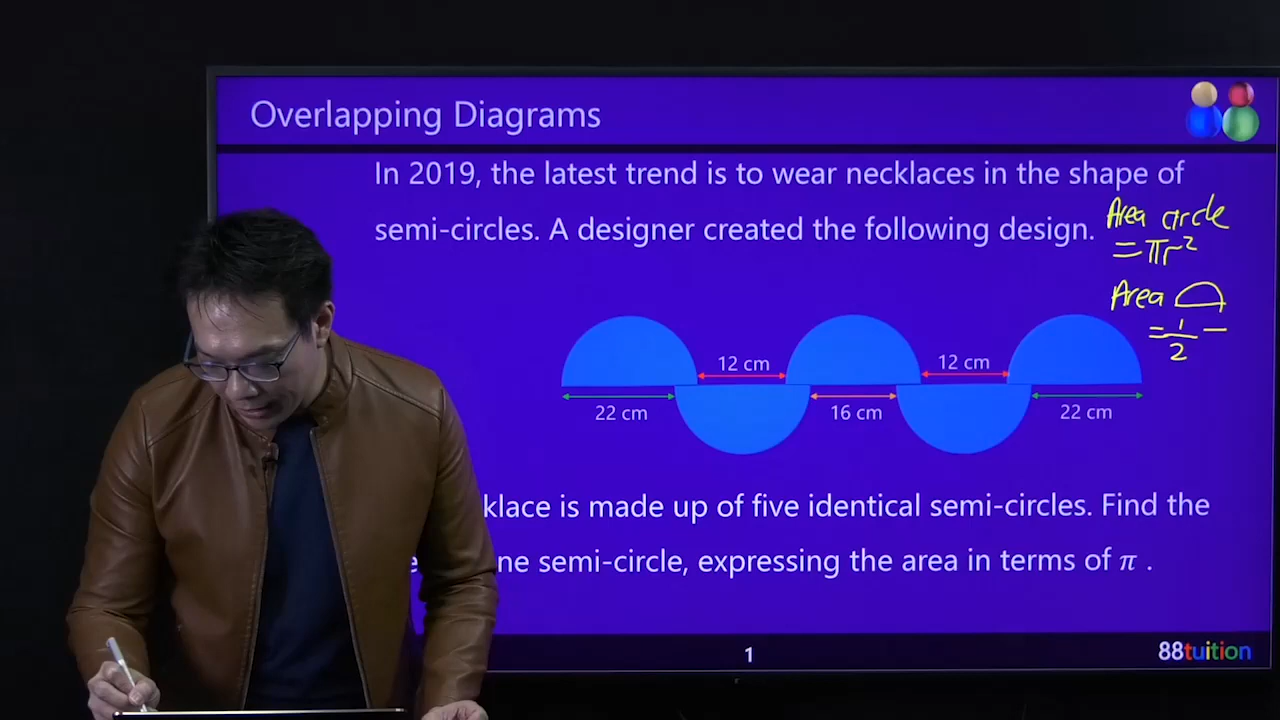 Overlapping Diagrams
In 2019, the latest trend is to wear necklaces in the shape of
semi-circles. A designer created the following design.
Area circle
= πr²
Area
= 1/2
12 cm
12 cm
22 cm
16 cm
22 cm
klace is made up of five identical semi-circles. Find the
ne semi-circle, expressing the area in terms of π .
1
88tuition